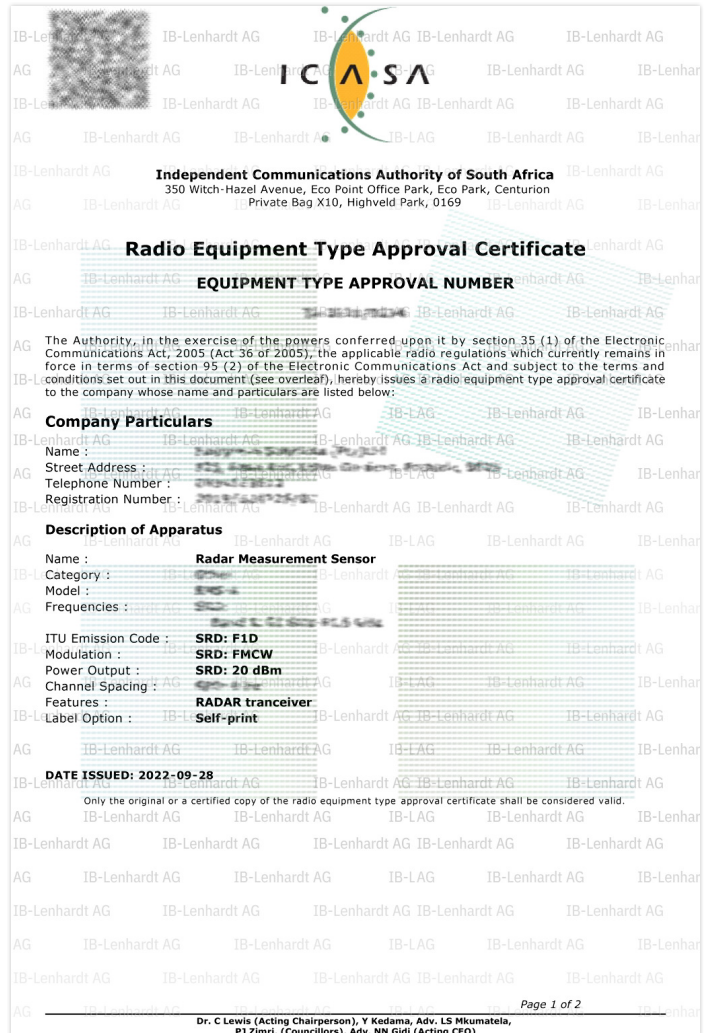 ICASA
Independent Communications Authority of South Africa
350 Witch-Hazel Avenue, Eco Point Office Park, Eco Park, Centurion
Private Bag X10, Highveld Park, 0169
Radio Equipment Type Approval Certificate
EQUIPMENT TYPE APPROVAL NUMBER
The Authority, in the exercise of the powers conferred upon it by section 35 (1) of the Electronic
Communications Act, 2005 (Act 36 of 2005), the applicable radio regulations which currently remains in
force in terms of section 95 (2) of the Electronic Communications Act and subject to the terms and
conditions set out in this document (see overleaf), hereby issues a radio equipment type approval certificate
to the company whose name and particulars are listed below:
Company Particulars
Name :
Street Address :
Telephone Number :
Registration Number :
Description of Apparatus
Name : Radar Measurement Sensor
Category :
Model :
Frequencies :
ITU Emission Code : SRD: F1D
Modulation : SRD: FMCW
Power Output : SRD: 20 dBm
Channel Spacing :
Features : RADAR tranceiver
Label Option : Self-print
DATE ISSUED: 2022-09-28
Only the original or a certified copy of the radio equipment type approval certificate shall be considered valid.
Page 1 of 2
Dr. C Lewis (Acting Chairperson), Y Kedama, Adv. LS Mkumatela,
PJ Zimri, (Councillors), Adv. NN Gidi (Acting CEO)
IB-Lenhardt AG